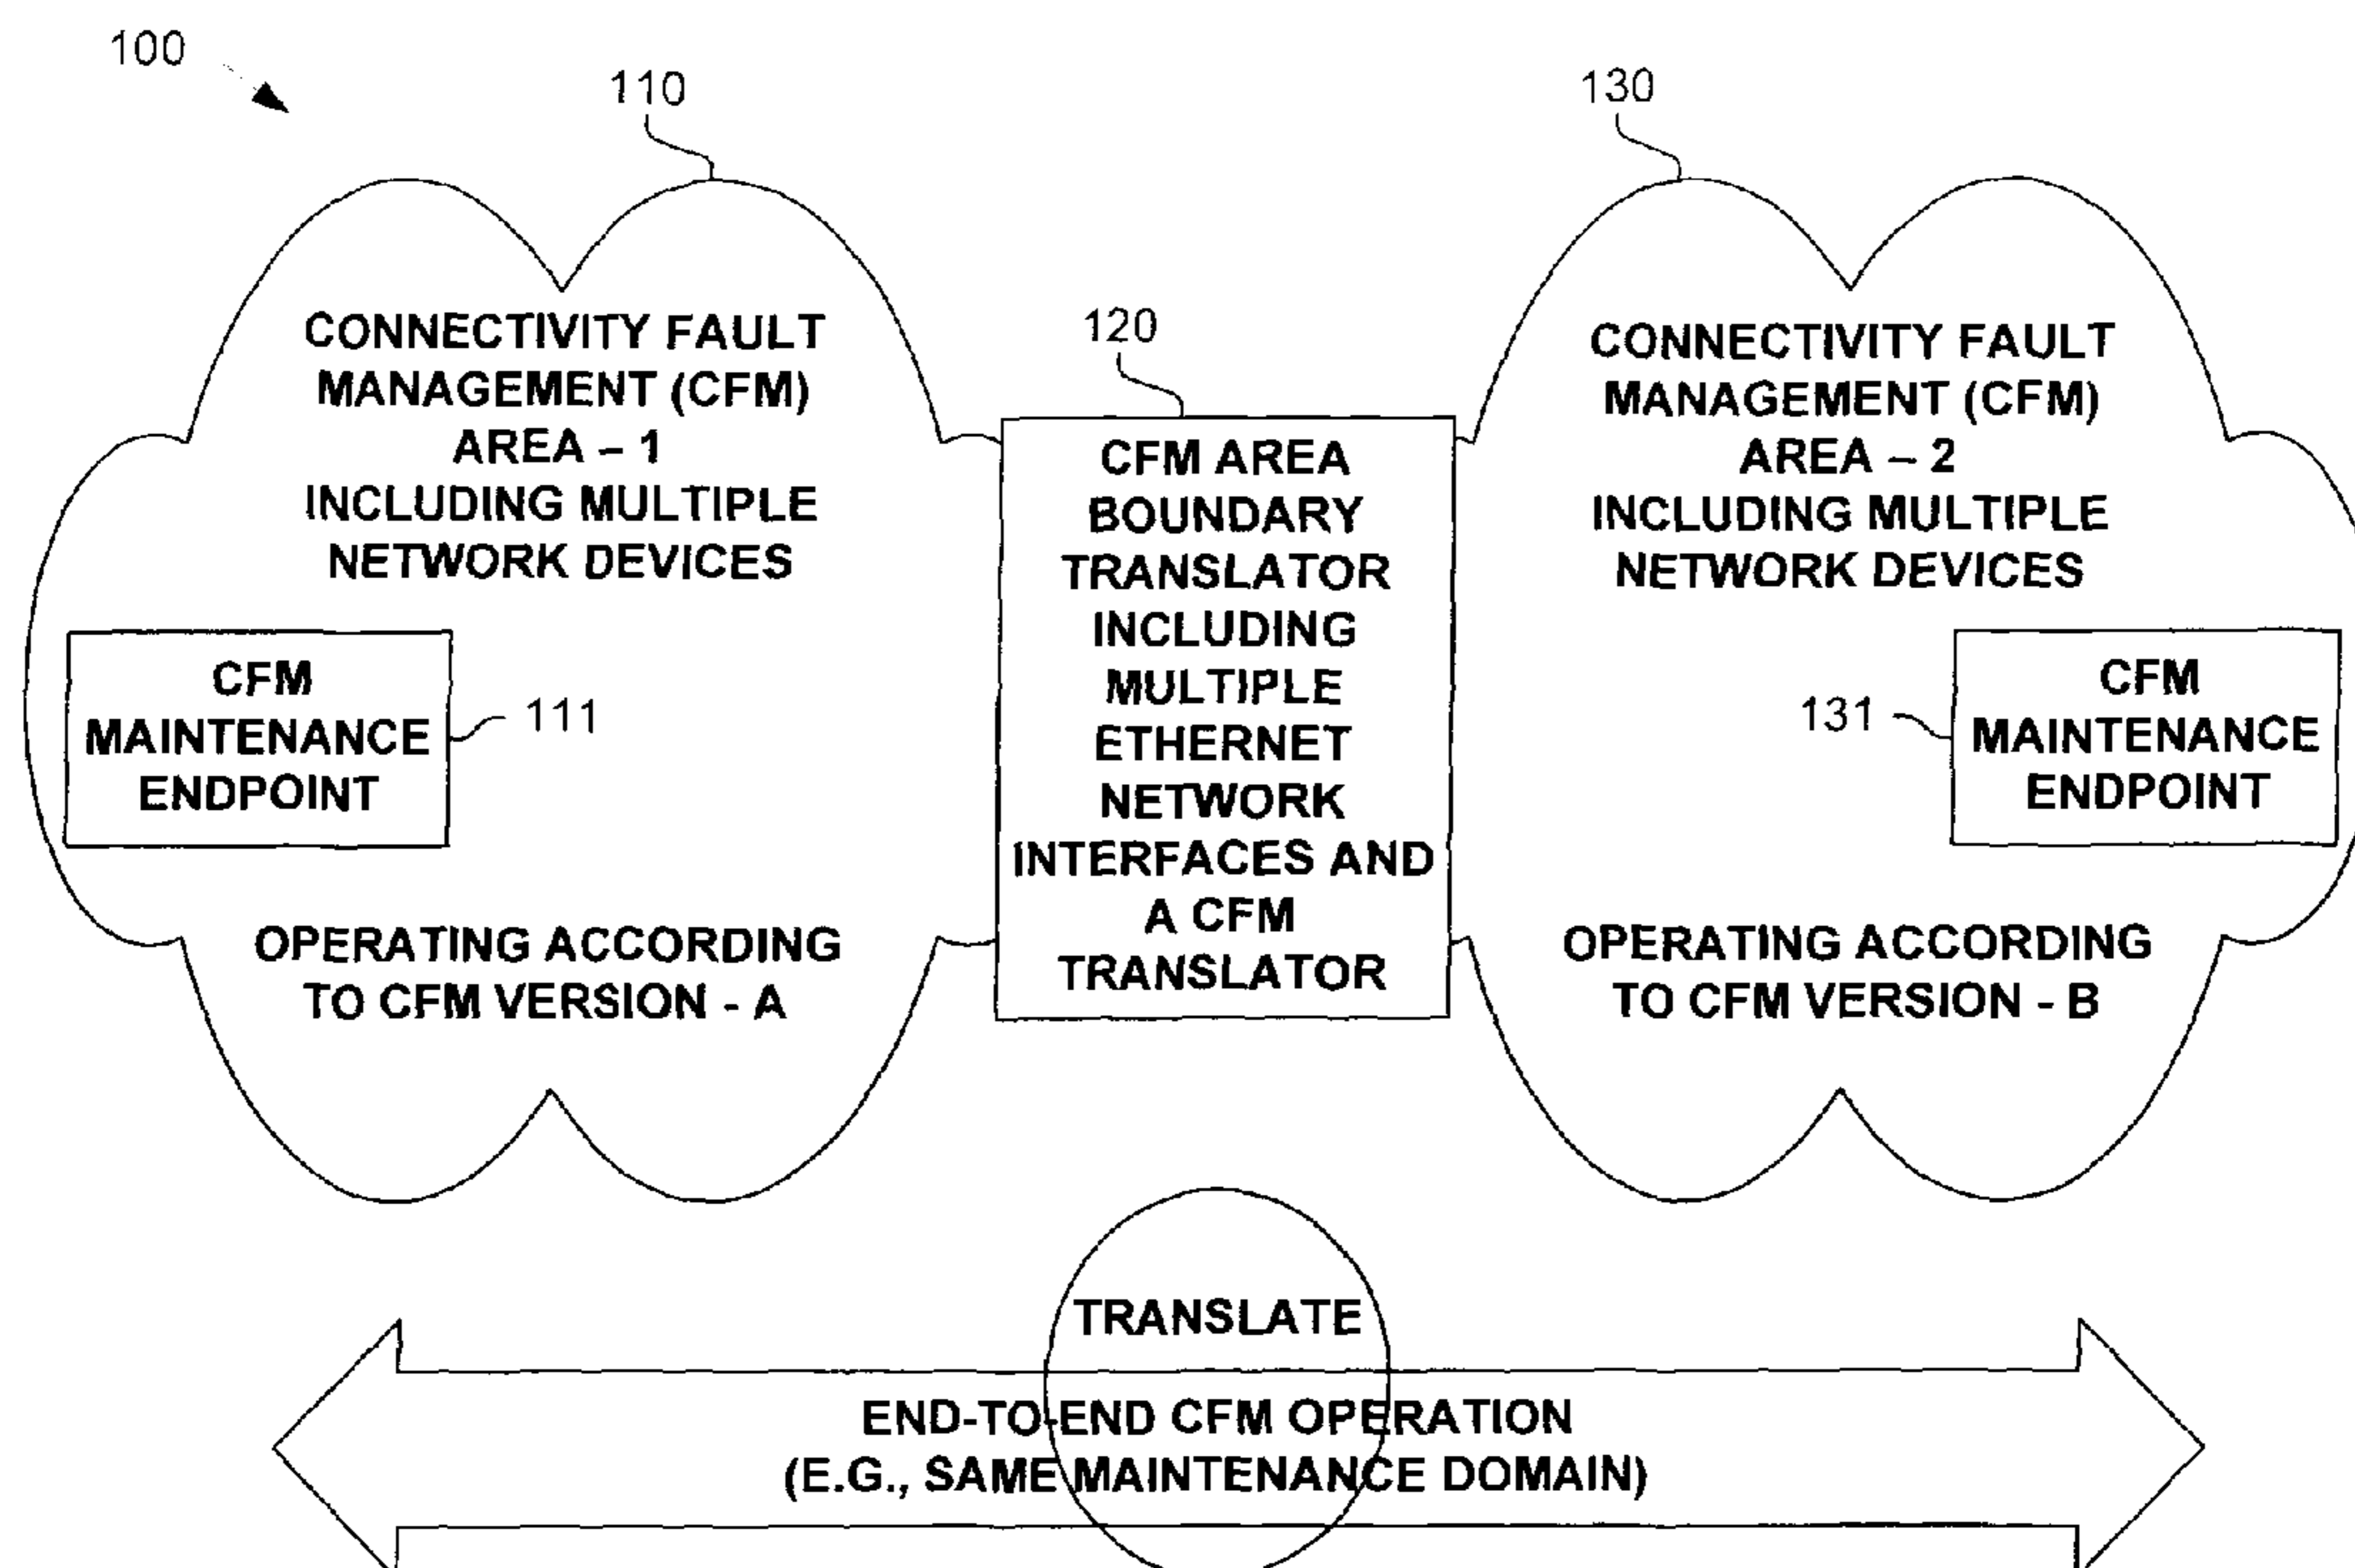 100
110
130
CONNECTIVITY FAULT
MANAGEMENT (CFM)
AREA – 1
INCLUDING MULTIPLE
NETWORK DEVICES
CFM
MAINTENANCE
ENDPOINT
111
OPERATING ACCORDING
TO CFM VERSION - A
120
CFM AREA
BOUNDARY
TRANSLATOR
INCLUDING
MULTIPLE
ETHERNET
NETWORK
INTERFACES AND
A CFM
TRANSLATOR
CONNECTIVITY FAULT
MANAGEMENT (CFM)
AREA – 2
INCLUDING MULTIPLE
NETWORK DEVICES
131
CFM
MAINTENANCE
ENDPOINT
OPERATING ACCORDING
TO CFM VERSION - B
TRANSLATE
END-TO-END CFM OPERATION
(E.G., SAME MAINTENANCE DOMAIN)